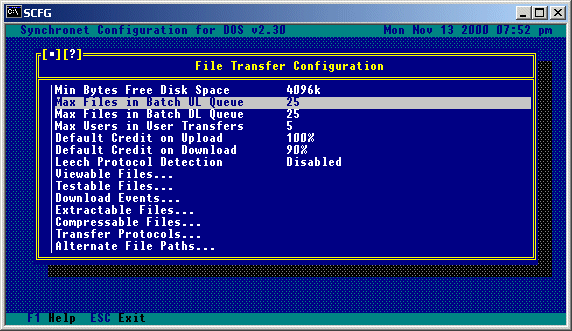 SCFG
Synchronet Configuration for DOS v2.30 Mon Nov 13 2000 07:52 pm
[■][?]
File Transfer Configuration
Min Bytes Free Disk Space 4096k
Max Files in Batch UL Queue 25
Max Files in Batch DL Queue 25
Max Users in User Transfers 5
Default Credit on Upload 100%
Default Credit on Download 90%
Leech Protocol Detection Disabled
Viewable Files...
Testable Files...
Download Events...
Extractable Files...
Compressable Files...
Transfer Protocols...
Alternate File Paths...
F1 Help ESC Exit